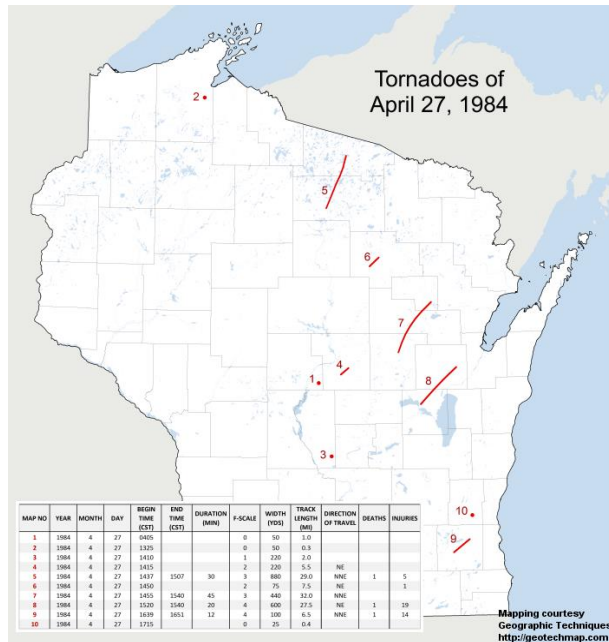 Tornadoes of
April 27, 1984
2
5
6
7
4
1
8
3
10
9
MAP NO YEAR MONTH DAY BEGIN TIME (CST) END TIME (CST) DURATION (MIN) F-SCALE WIDTH (YDS) TRACK LENGTH (MI) DIRECTION OF TRAVEL DEATHS INJURIES
1 1984 4 27 0405 0 50 1.0
2 1984 4 27 1325 0 50 0.3
3 1984 4 27 1410 1 220 2.0
4 1984 4 27 1415 2 220 5.5 NE
5 1984 4 27 1437 1507 30 3 880 29.0 NNE 1 5
6 1984 4 27 1450 2 75 7.5 NE 1
7 1984 4 27 1455 1540 45 3 440 32.0 NNE
8 1984 4 27 1520 1540 20 4 600 27.5 NE 1 19
9 1984 4 27 1639 1651 12 4 100 6.5 NNE 1 14
10 1984 4 27 1715 0 25 0.4
Mapping courtesy
Geographic Techniques
http://geotechmap.com